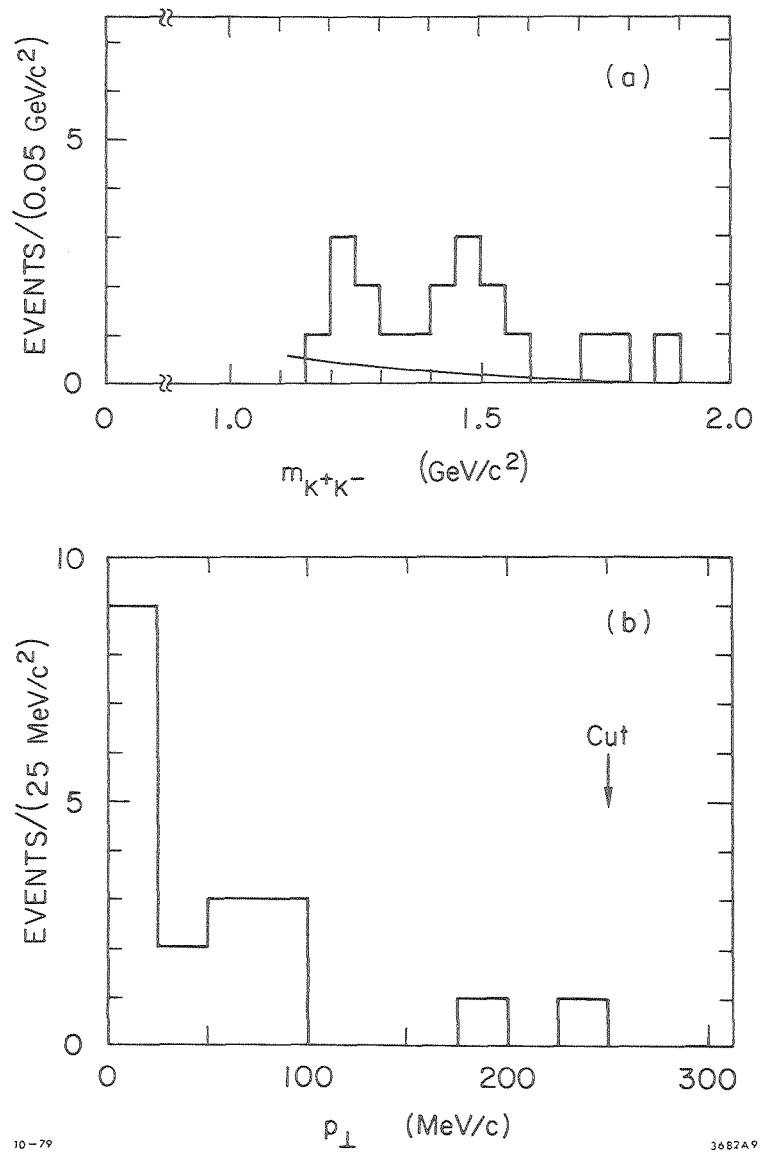 (a)
EVENTS/(0.05 GeV/c²)
5
0
0 1.0 1.5 2.0
m_K⁺K⁻ (GeV/c²)
10
(b)
EVENTS/(25 MeV/c²)
Cut
5
0
0 100 200 300
p⊥ (MeV/c)
10-79 3682A9